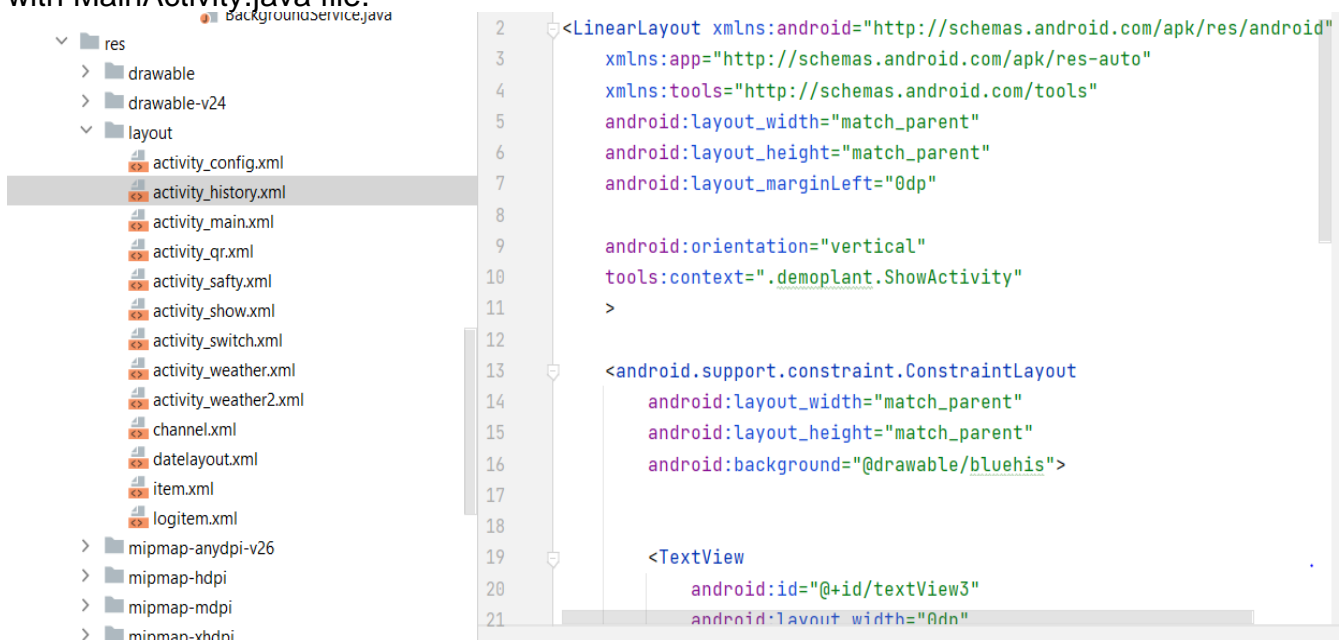 with MainActivity.java file.
BackgroundService.java
res
drawable
drawable-v24
layout
activity_config.xml
activity_history.xml
activity_main.xml
activity_qr.xml
activity_safty.xml
activity_show.xml
activity_switch.xml
activity_weather.xml
activity_weather2.xml
channel.xml
datelayout.xml
item.xml
logitem.xml
mipmap-anydpi-v26
mipmap-hdpi
mipmap-mdpi
mipmap-xhdpi
2 <LinearLayout xmlns:android="http://schemas.android.com/apk/res/android"
3 xmlns:app="http://schemas.android.com/apk/res-auto"
4 xmlns:tools="http://schemas.android.com/tools"
5 android:layout_width="match_parent"
6 android:layout_height="match_parent"
7 android:layout_marginLeft="0dp"
8
9 android:orientation="vertical"
10 tools:context=".demoplant.ShowActivity"
11 >
12
13 <android.support.constraint.ConstraintLayout
14 android:layout_width="match_parent"
15 android:layout_height="match_parent"
16 android:background="@drawable/bluehis">
17
18
19 <TextView
20 android:id="@+id/textView3"
21 android:layout_width="0dp"